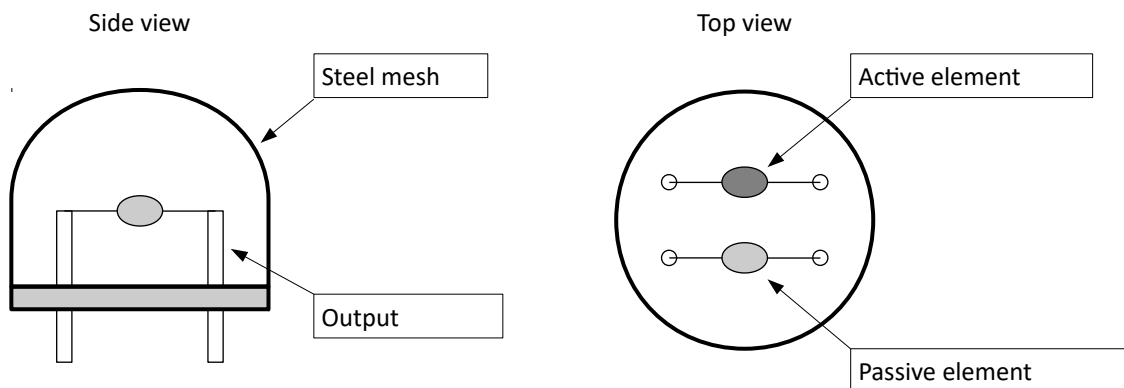 Side view
Top view
Steel mesh
Active element
Output
Passive element